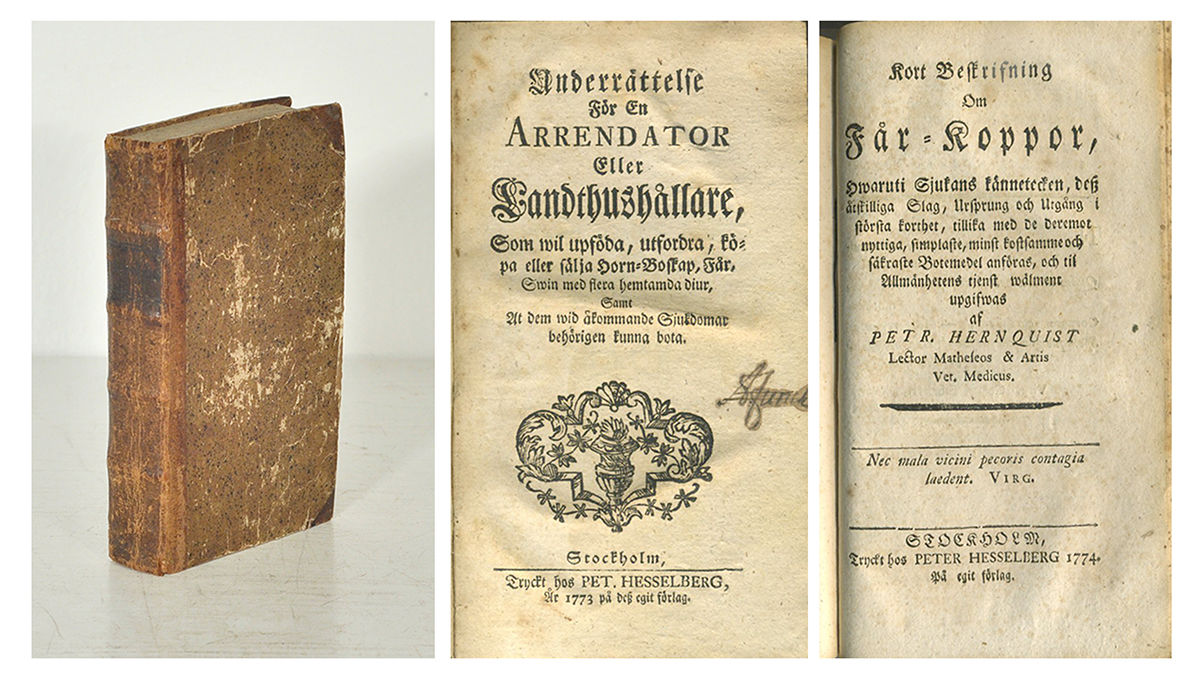 Underrättelse
För En
ARRENDATOR
Eller
Landthushållare,
Som wil upföda, utfordra, kö-
pa eller sälja Horn-Boskap, Får,
Swin med flera hemtamda diur,
Samt
At dem wid åkommande Sjukdomar
behörigen kunna bota.
Stockholm,
Tryckt hos PET. HESSELBERG,
År 1773 på deß egit förlag.
Kort Beskrifning
Om
Får-Koppor,
Hwaruti Sjukans kännetecken, deß
åtskilliga Slag, Ursprung och Utgång i
största korthet, tillika med de deremot
nyttiga, simplaste, minst kostsamme och
säkraste Botemedel anföras, och til
Allmänhetens tjenst wälment
upgifwas
af
PETR. HERNQUIST
Lector Matheseos & Artis
Vet. Medicus.
Nec mala vicini pecoris contagia
laedent. VIRG.
STOCKHOLM,
Tryckt hos PETER HESSELBERG 1774.
På egit förlag.